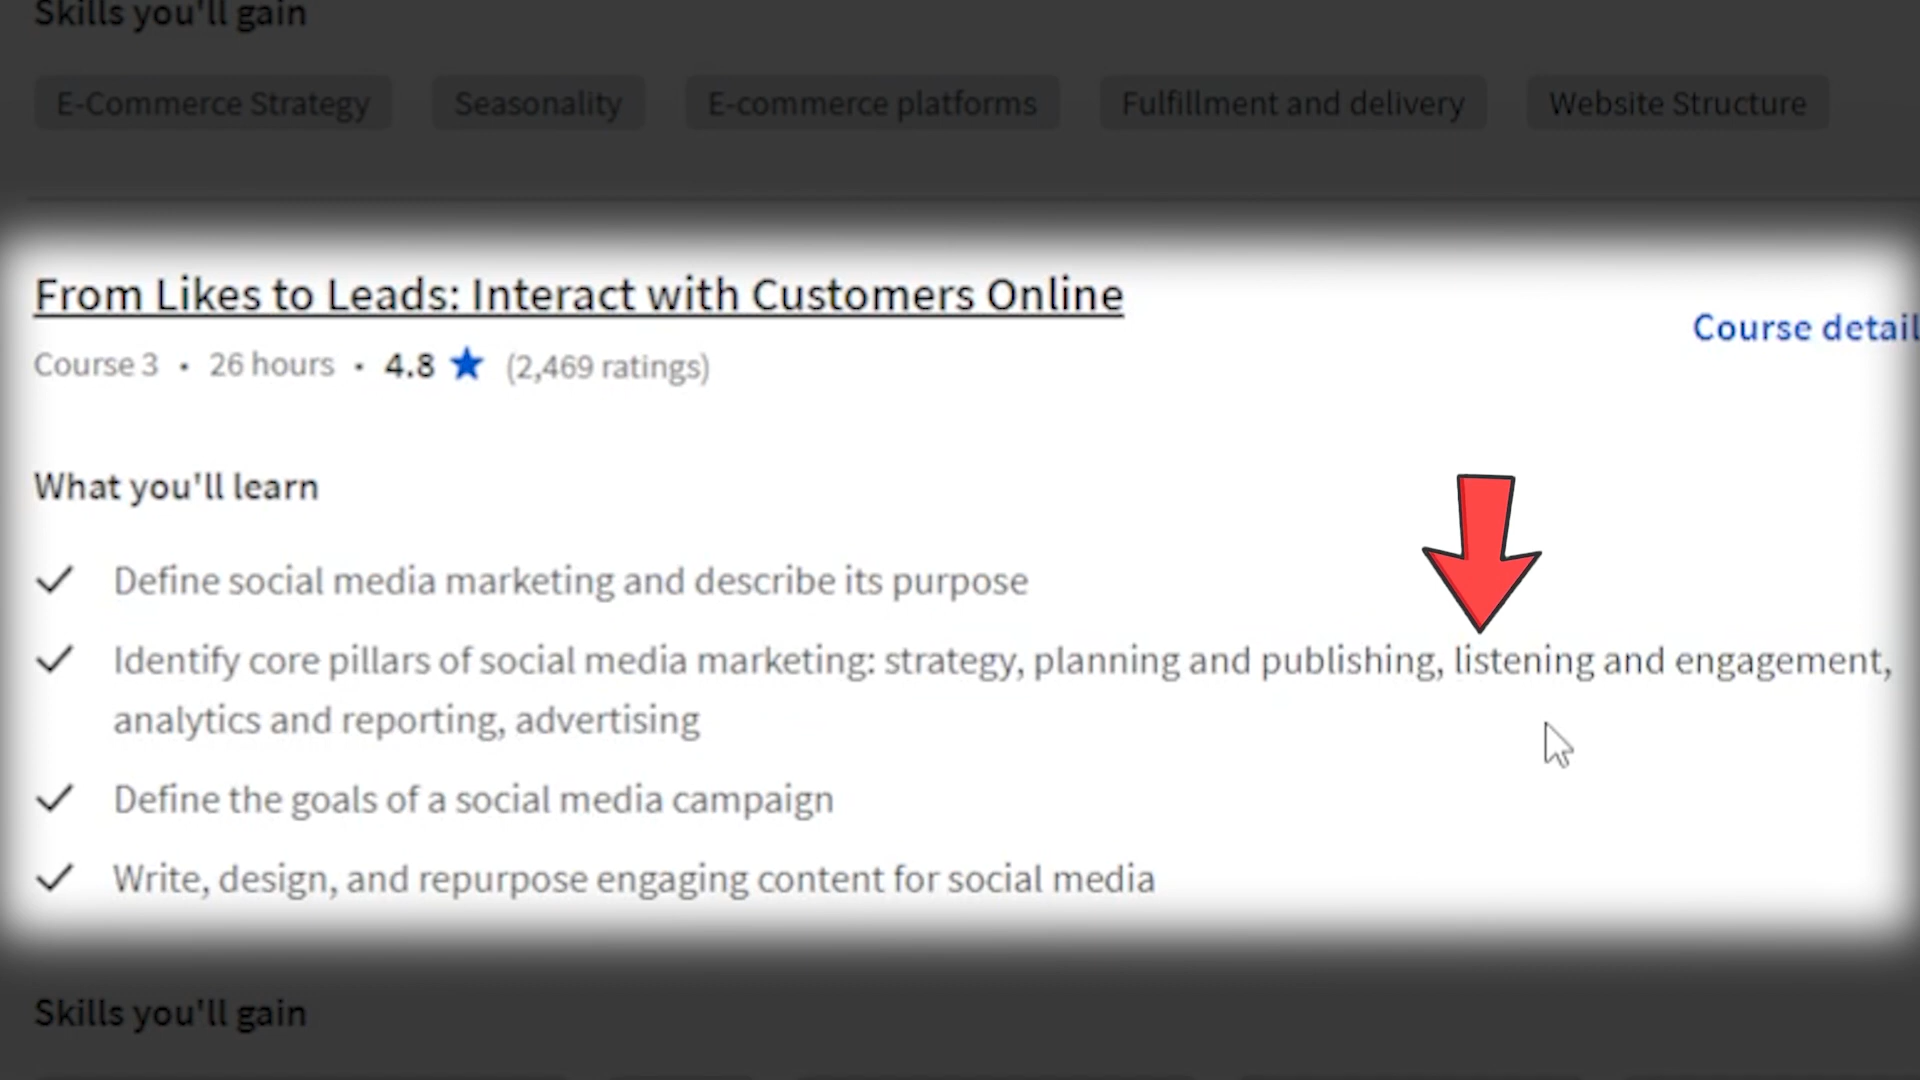 Skills you'll gain
E-Commerce Strategy Seasonality E-commerce platforms Fulfillment and delivery Website Structure
From Likes to Leads: Interact with Customers Online
Course detail
Course 3 • 26 hours • 4.8 ★ (2,469 ratings)
What you'll learn
Define social media marketing and describe its purpose
Identify core pillars of social media marketing: strategy, planning and publishing, listening and engagement,
analytics and reporting, advertising
Define the goals of a social media campaign
Write, design, and repurpose engaging content for social media
Skills you'll gain